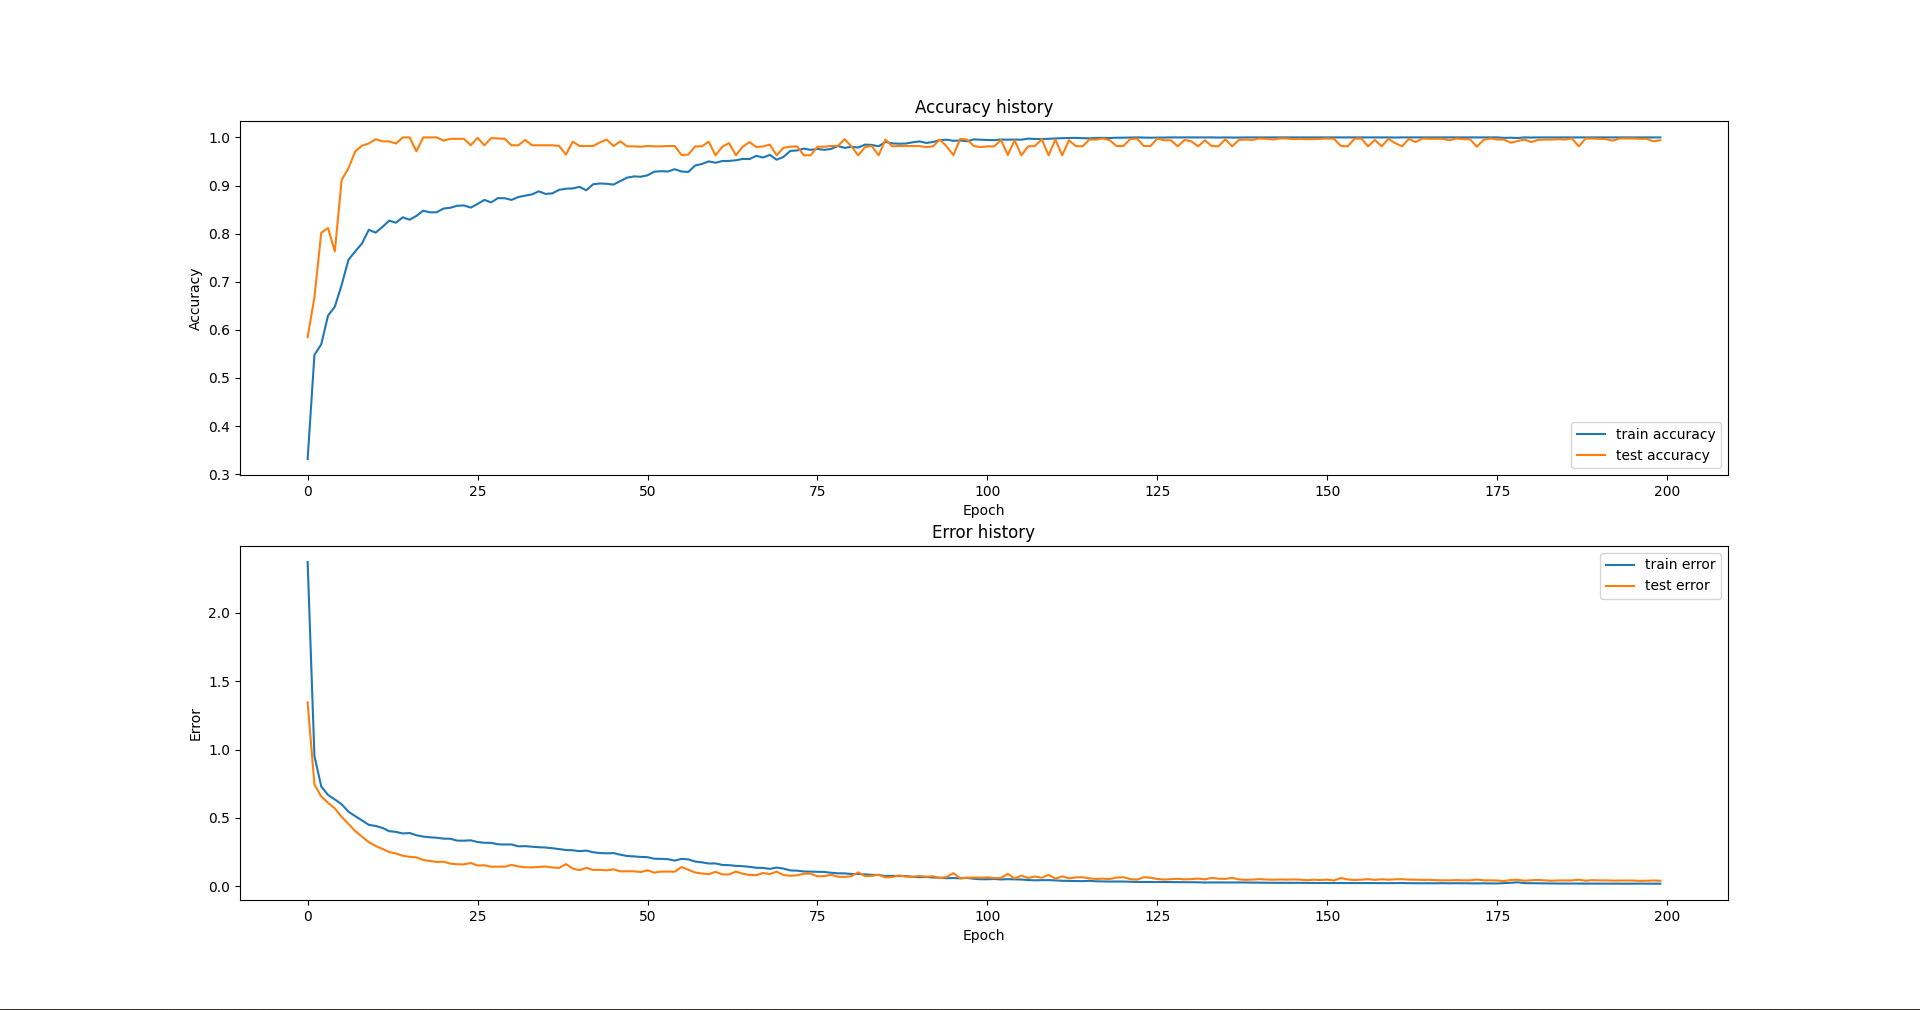 Accuracy history
1.0
0.9
0.8
0.7
0.6
0.5
0.4
0.3
Accuracy
train accuracy
test accuracy
0 25 50 75 100 125 150 175 200
Epoch
Error history
2.0
1.5
1.0
0.5
0.0
Error
train error
test error
0 25 50 75 100 125 150 175 200
Epoch